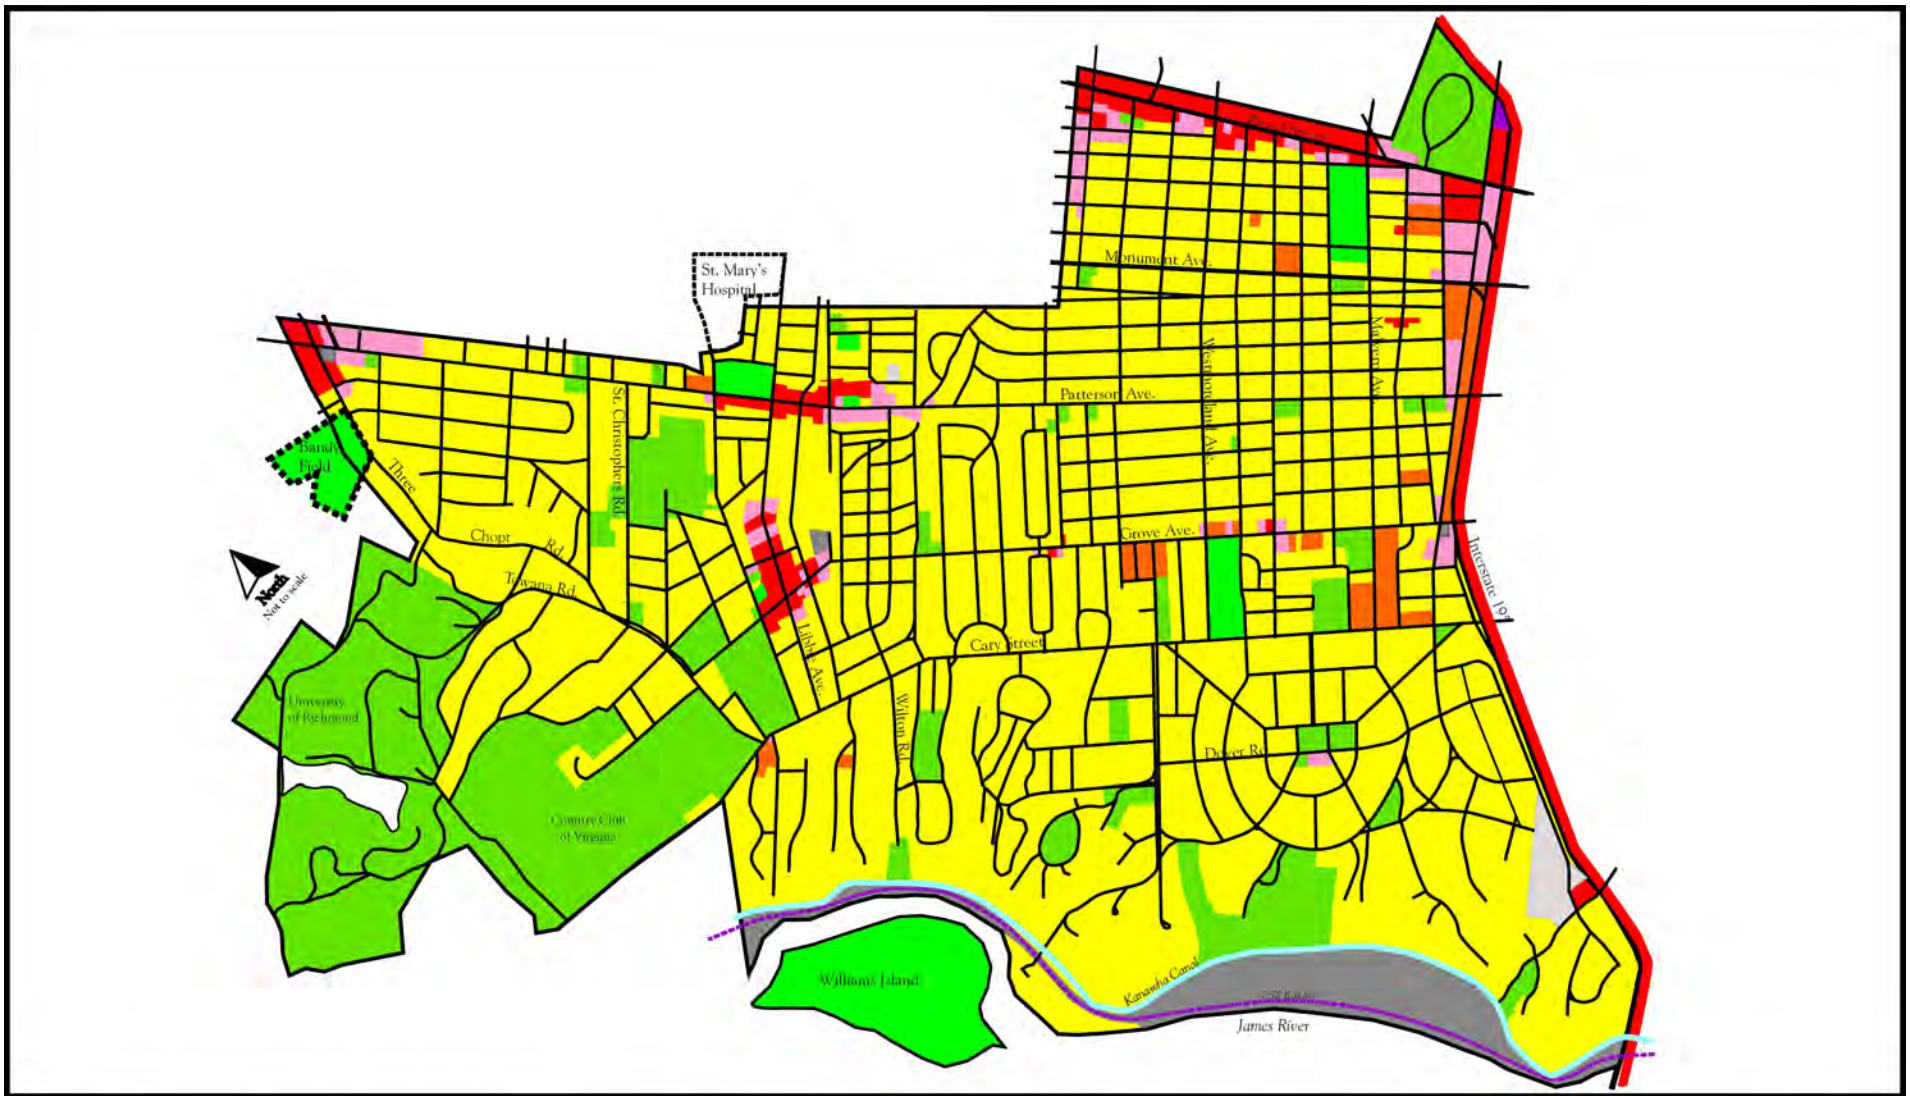 St. Mary's
Hospital
Monument Ave.
Malvern Ave.
Westmoreland Ave.
Patterson Ave.
St. Christophers Rd.
Bandy
Field
Three
Chopt
Rd.
Grove Ave.
Towana Rd.
North
Not to scale
Interstate 195
Libbie Ave.
Cary Street
University
of Richmond
Wilton Rd.
Dover Rd.
Country Club
of Virginia
Williams Island
Kanawha Canal
James River